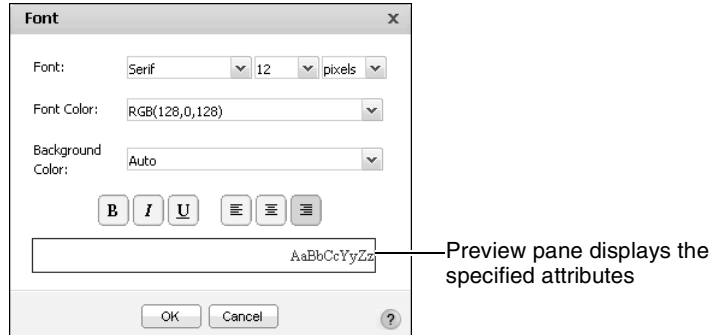 Font x
Font: Serif 12 pixels
Font Color: RGB(128,0,128)
Background
Color: Auto
B I U
AaBbCcYyZz
Preview pane displays the
specified attributes
OK Cancel ?